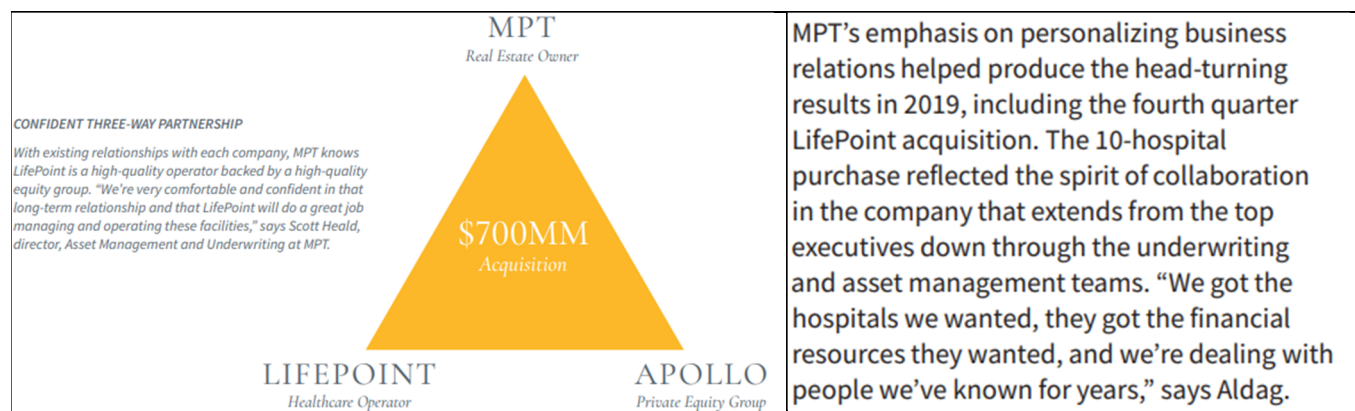 MPT
Real Estate Owner
CONFIDENT THREE-WAY PARTNERSHIP
With existing relationships with each company, MPT knows
LifePoint is a high-quality operator backed by a high-quality
equity group. “We’re very comfortable and confident in that
long-term relationship and that LifePoint will do a great job
managing and operating these facilities,” says Scott Heald,
director, Asset Management and Underwriting at MPT.
$700MM
Acquisition
LIFEPOINT
Healthcare Operator
APOLLO
Private Equity Group
MPT’s emphasis on personalizing business
relations helped produce the head-turning
results in 2019, including the fourth quarter
LifePoint acquisition. The 10-hospital
purchase reflected the spirit of collaboration
in the company that extends from the top
executives down through the underwriting
and asset management teams. “We got the
hospitals we wanted, they got the financial
resources they wanted, and we’re dealing with
people we’ve known for years,” says Aldag.